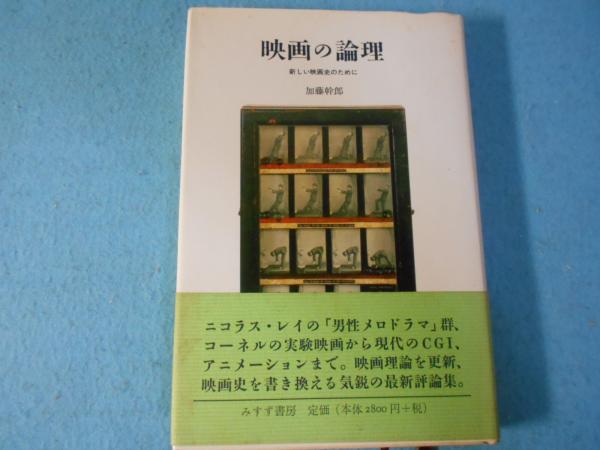 映画の論理
新しい映画史のために
加藤幹郎
ニコラス・レイの「男性メロドラマ」群、
コーネルの実験映画から現代のCGI、
アニメーションまで。映画理論を更新、
映画史を書き換える気鋭の最新評論集。
みすず書房 定価（本体2800円+税）